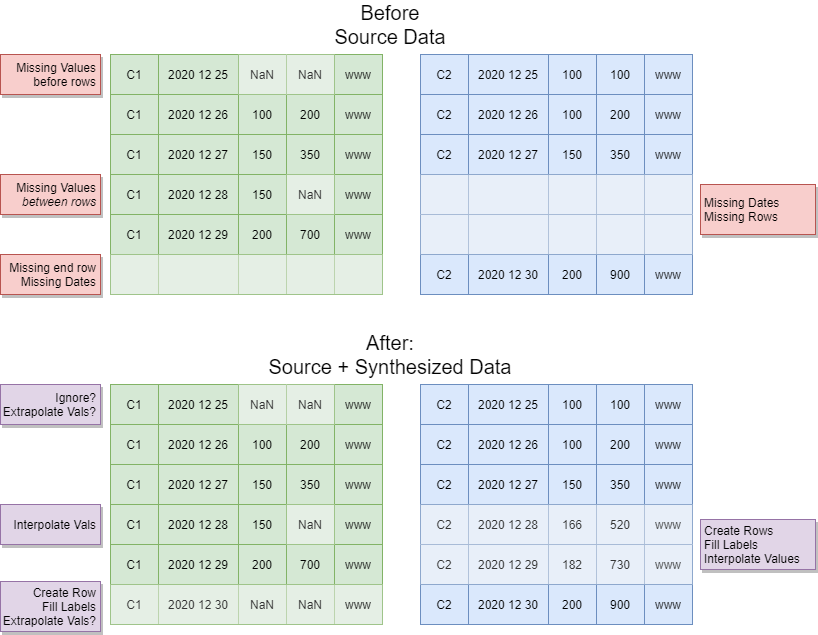 Before
Source Data
Missing Values
before rows
C1 2020 12 25 NaN NaN www
C2 2020 12 25 100 100 www
C1 2020 12 26 100 200 www
C2 2020 12 26 100 200 www
C1 2020 12 27 150 350 www
C2 2020 12 27 150 350 www
Missing Values
between rows
C1 2020 12 28 150 NaN www
Missing Dates
Missing Rows
C1 2020 12 29 200 700 www
Missing end row
Missing Dates
C2 2020 12 30 200 900 www
After:
Source + Synthesized Data
Ignore?
Extrapolate Vals?
C1 2020 12 25 NaN NaN www
C2 2020 12 25 100 100 www
C1 2020 12 26 100 200 www
C2 2020 12 26 100 200 www
C1 2020 12 27 150 350 www
C2 2020 12 27 150 350 www
Interpolate Vals
C1 2020 12 28 150 NaN www
C2 2020 12 28 166 520 www
Create Rows
Fill Labels
Interpolate Values
C1 2020 12 29 200 700 www
C2 2020 12 29 182 730 www
Create Row
Fill Labels
Extrapolate Vals?
C1 2020 12 30 NaN NaN www
C2 2020 12 30 200 900 www